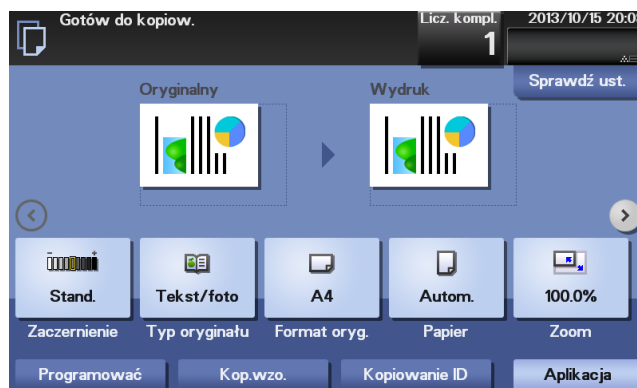 Gotów do kopiow.
Licz. kompl.
2013/10/15 20:0
1
Sprawdź ust.
Oryginalny
Wydruk
Stand.
Tekst/foto
A4
Autom.
100.0%
Zaczernienie
Typ oryginału
Format oryg.
Papier
Zoom
Programować
Kop.wzo.
Kopiowanie ID
Aplikacja